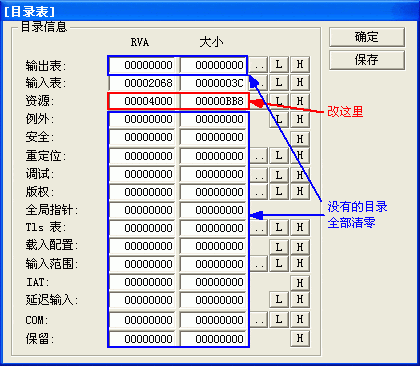 [目录表]
目录信息
RVA 大小
确定
保存
输出表: 00000000 00000000 .. L H
输入表: 00002068 0000003C .. L H
资源: 00004000 00000BB8 .. L H
改这里
例外: 00000000 00000000 L H
安全: 00000000 00000000 H
重定位: 00000000 00000000 .. L H
调试: 00000000 00000000 .. L H
版权: 00000000 00000000 .. L H
全局指针: 00000000 00000000 H
没有的目录
全部清零
Tls 表: 00000000 00000000 .. L H
载入配置: 00000000 00000000 L H
输入范围: 00000000 00000000 .. L H
IAT: 00000000 00000000 H
延迟输入: 00000000 00000000 L H
COM: 00000000 00000000 .. L H
保留: 00000000 00000000 H